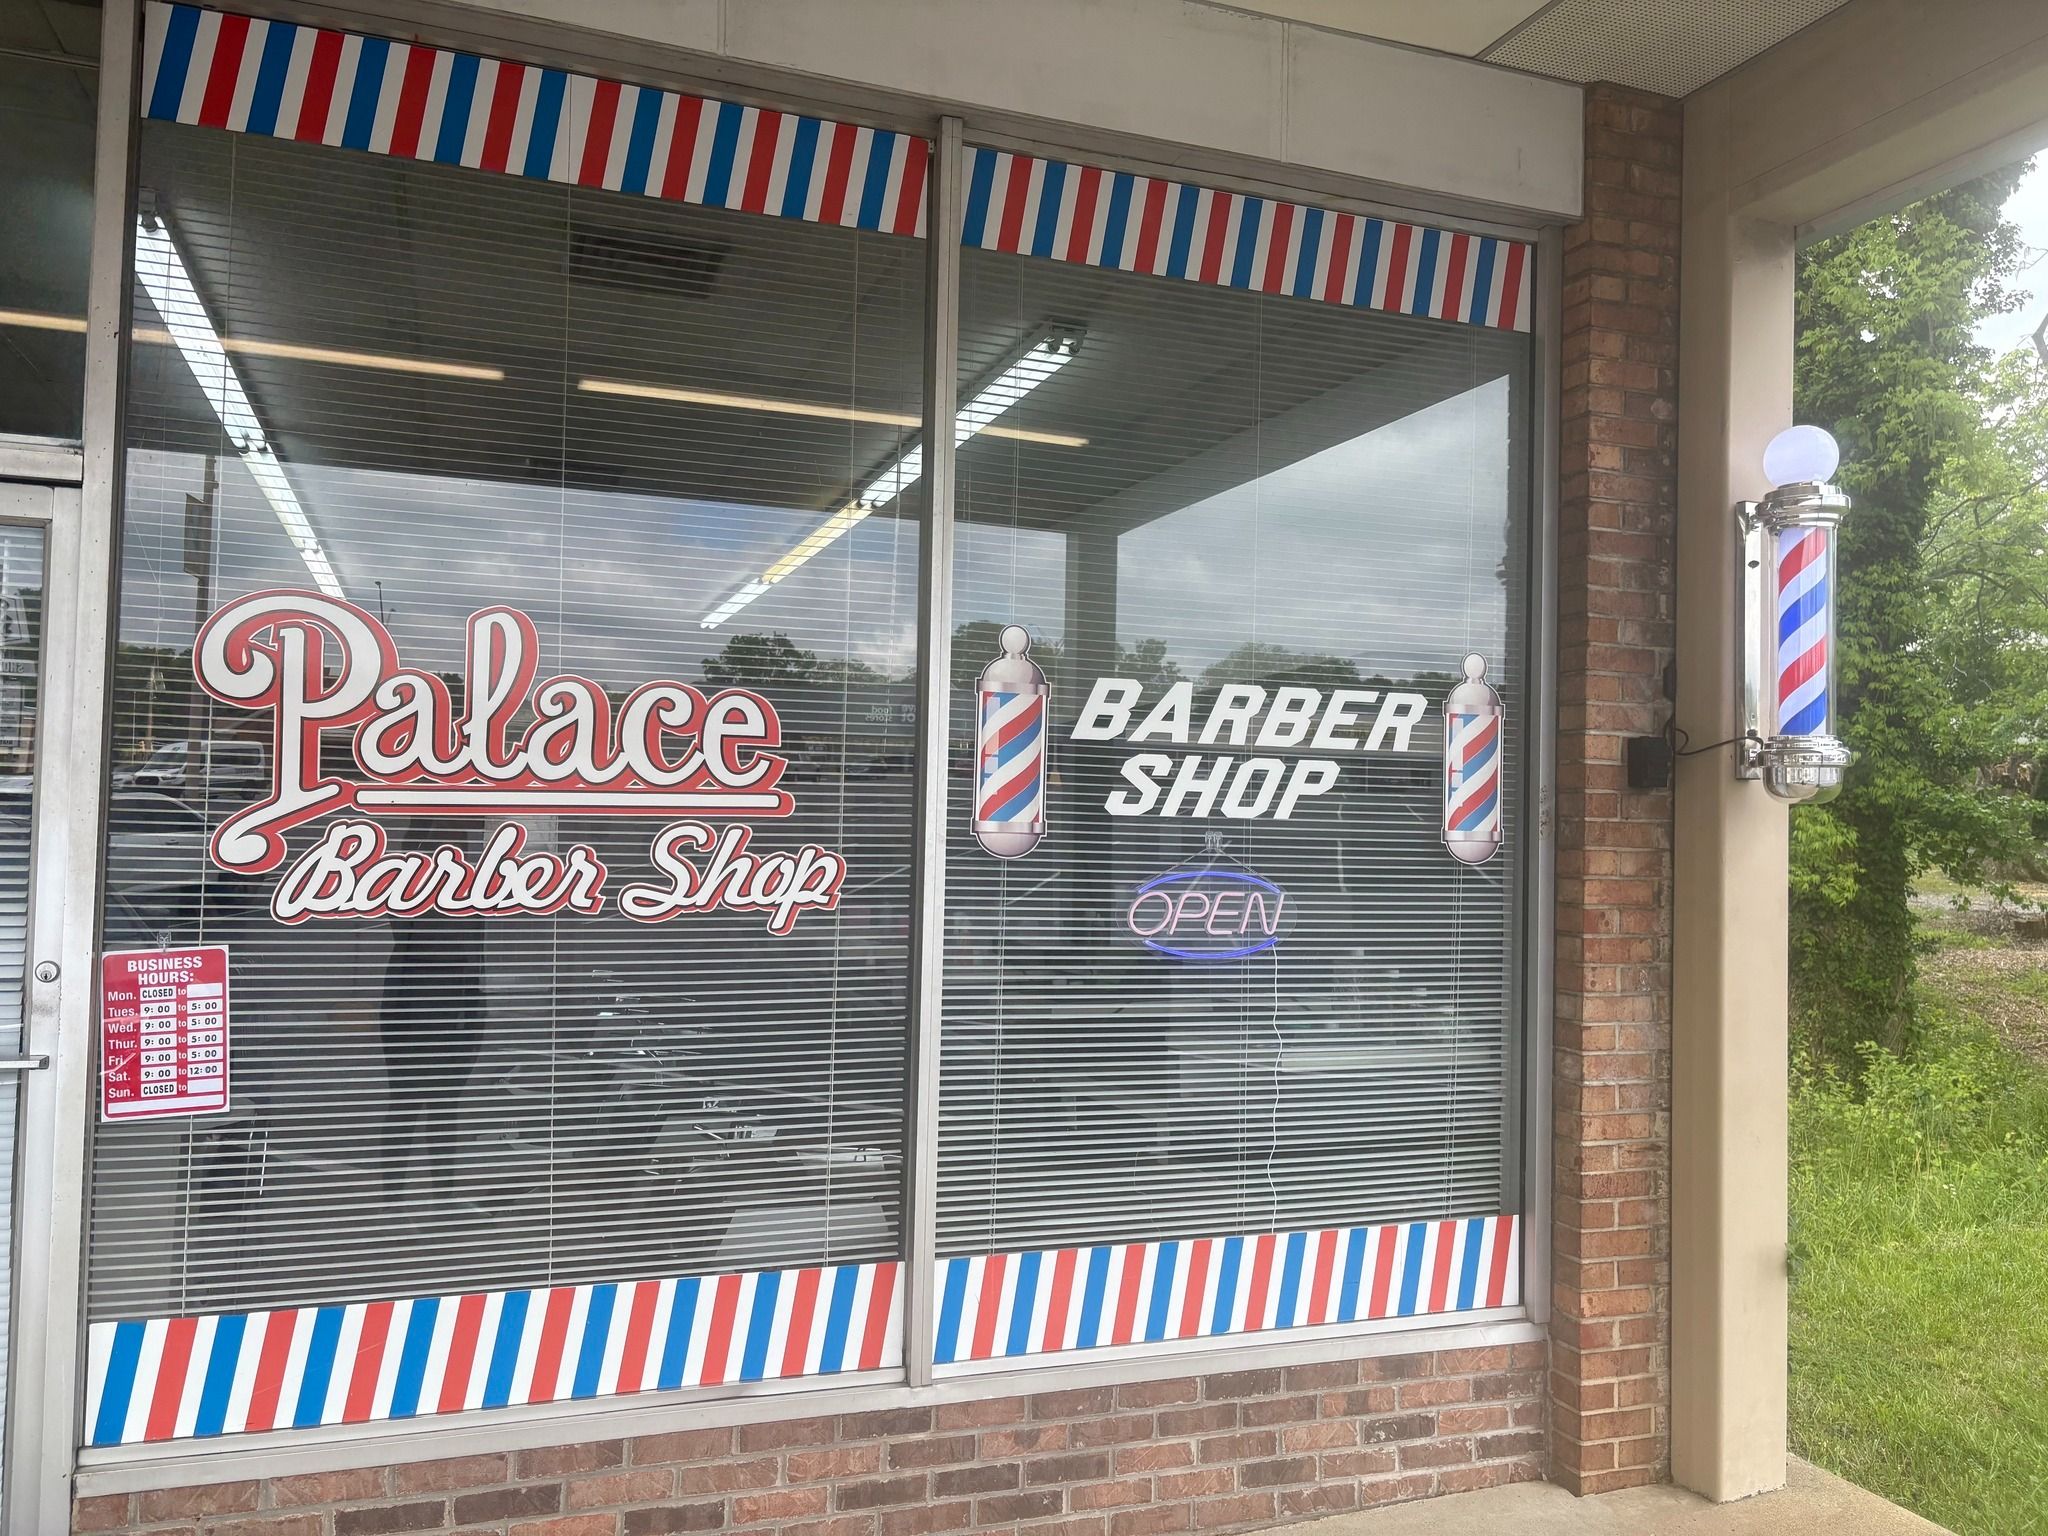 Palace
Barber Shop
BARBER
SHOP
OPEN
BUSINESS
HOURS:
Mon. CLOSED to
Tues. 9:00 to 5:00
Wed. 9:00 to 5:00
Thur. 9:00 to 5:00
Fri. 9:00 to 5:00
Sat. 9:00 to 12:00
Sun. CLOSED to